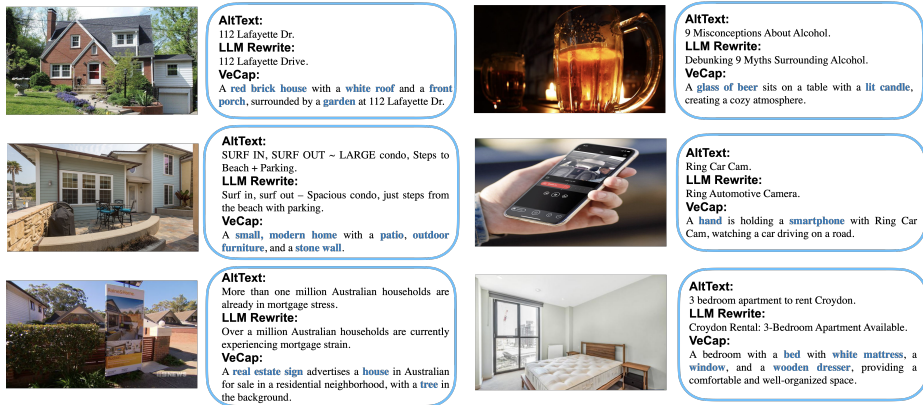 AltText:
112 Lafayette Dr.
LLM Rewrite:
112 Lafayette Drive.
VeCap:
A red brick house with a white roof and a front
porch, surrounded by a garden at 112 Lafayette Dr.
AltText:
SURF IN, SURF OUT ~ LARGE condo, Steps to
Beach + Parking.
LLM Rewrite:
Surf in, surf out – Spacious condo, just steps from
the beach with parking.
VeCap:
A small, modern home with a patio, outdoor
furniture, and a stone wall.
AltText:
More than one million Australian households are
already in mortgage stress.
LLM Rewrite:
Over a million Australian households are currently
experiencing mortgage strain.
VeCap:
A real estate sign advertises a house in Australian
for sale in a residential neighborhood, with a tree in
the background.
AltText:
9 Misconceptions About Alcohol.
LLM Rewrite:
Debunking 9 Myths Surrounding Alcohol.
VeCap:
A glass of beer sits on a table with a lit candle,
creating a cozy atmosphere.
AltText:
Ring Car Cam.
LLM Rewrite:
Ring Automotive Camera.
VeCap:
A hand is holding a smartphone with Ring Car
Cam, watching a car driving on a road.
AltText:
3 bedroom apartment to rent Croydon.
LLM Rewrite:
Croydon Rental: 3-Bedroom Apartment Available.
VeCap:
A bedroom with a bed with white mattress, a
window, and a wooden dresser, providing a
comfortable and well-organized space.